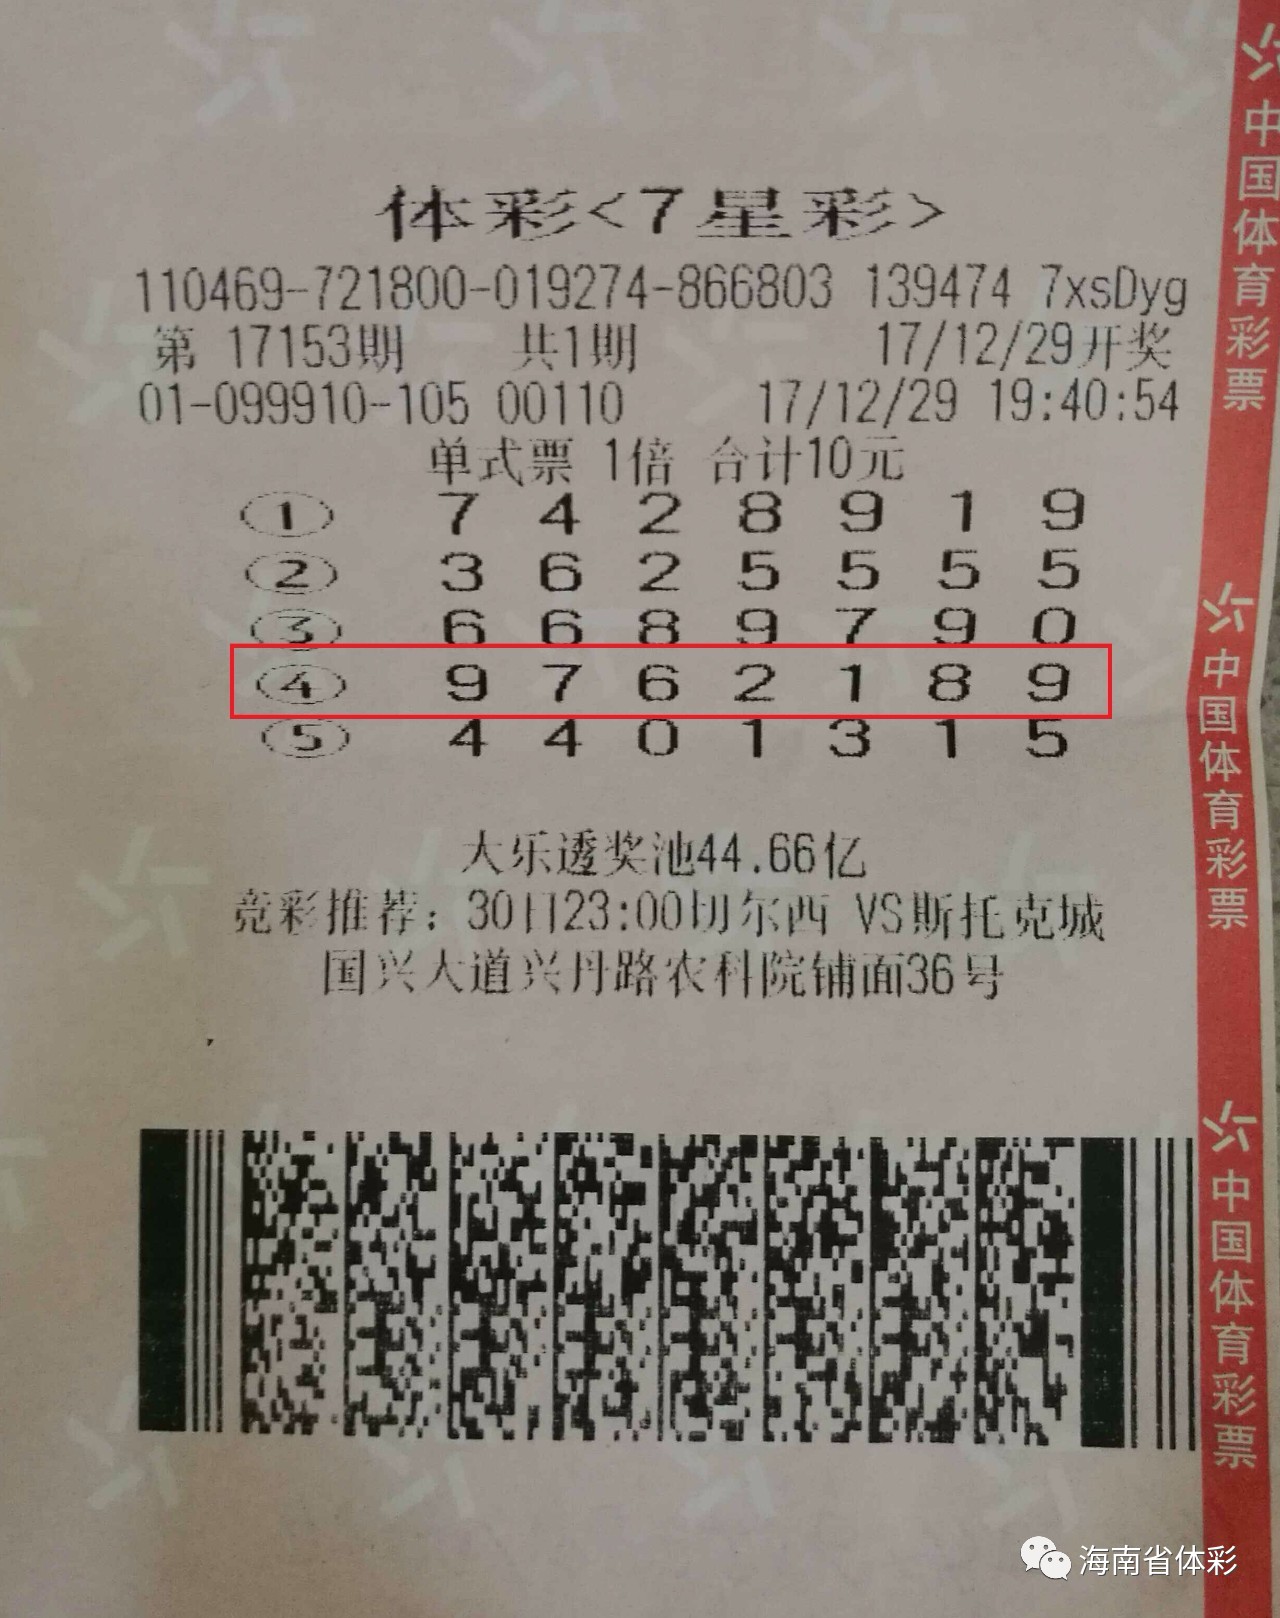 体彩<7星彩>
110469-721800-019274-866803 139474 7xsDyg
第 17153期 共1期 17/12/29开奖
01-099910-105 00110 17/12/29 19:40:54
单式票 1倍 合计10元
① 7 4 2 8 9 1 9
② 3 6 2 5 5 5 5
③ 6 6 8 9 7 9 0
④ 9 7 6 2 1 8 9
⑤ 4 4 0 1 3 1 5
大乐透奖池44.66亿
竞彩推荐：30日23:00切尔西 VS斯托克城
国兴大道兴丹路农科院铺面36号
中国体育彩票
中国体育彩票
中国体育彩票
海南省体彩